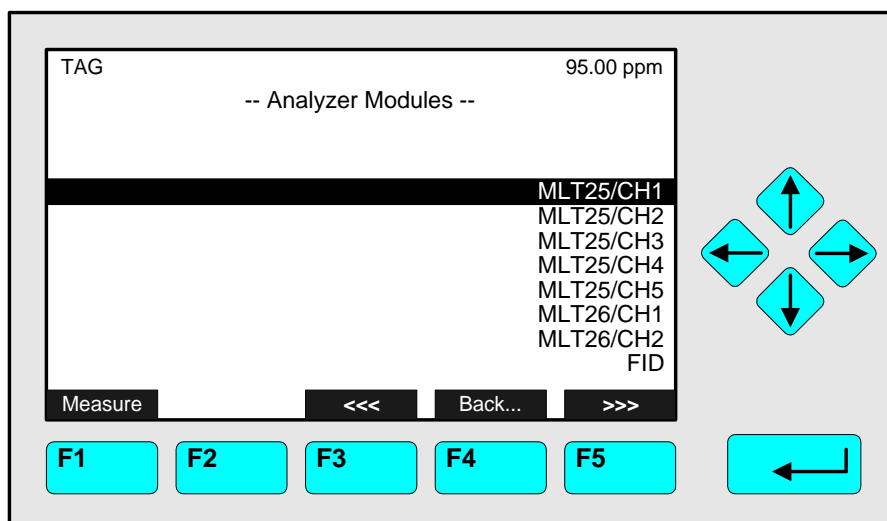 TAG 95.00 ppm
-- Analyzer Modules --
MLT25/CH1
MLT25/CH2
MLT25/CH3
MLT25/CH4
MLT25/CH5
MLT26/CH1
MLT26/CH2
FID
Measure <<< Back... >>>
F1 F2 F3 F4 F5